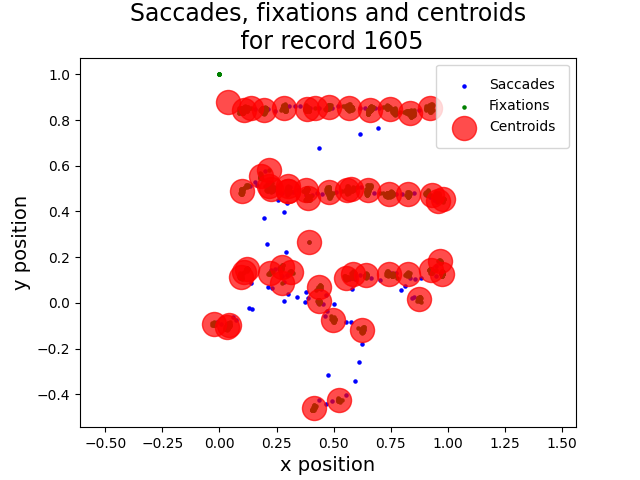 Saccades, fixations and centroids
for record 1605
Saccades
Fixations
Centroids
1.0
0.8
0.6
0.4
0.2
0.0
−0.2
−0.4
y position
−0.50
−0.25
0.00
0.25
0.50
0.75
1.00
1.25
1.50
x position